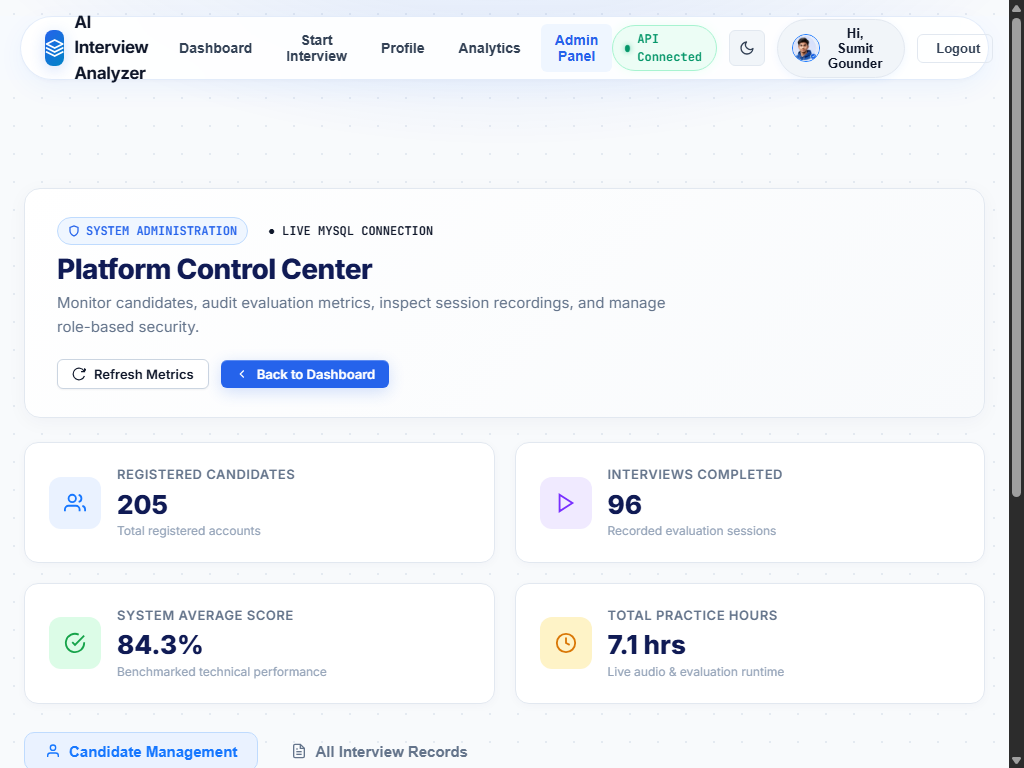 AI
Interview
Analyzer
Dashboard
Start
Interview
Profile
Analytics
Admin
Panel
API
Connected
Hi,
Sumit
Gounder
Logout
SYSTEM ADMINISTRATION
● LIVE MYSQL CONNECTION
Platform Control Center
Monitor candidates, audit evaluation metrics, inspect session recordings, and manage
role-based security.
Refresh Metrics
Back to Dashboard
REGISTERED CANDIDATES
205
Total registered accounts
INTERVIEWS COMPLETED
96
Recorded evaluation sessions
SYSTEM AVERAGE SCORE
84.3%
Benchmarked technical performance
TOTAL PRACTICE HOURS
7.1 hrs
Live audio & evaluation runtime
Candidate Management
All Interview Records